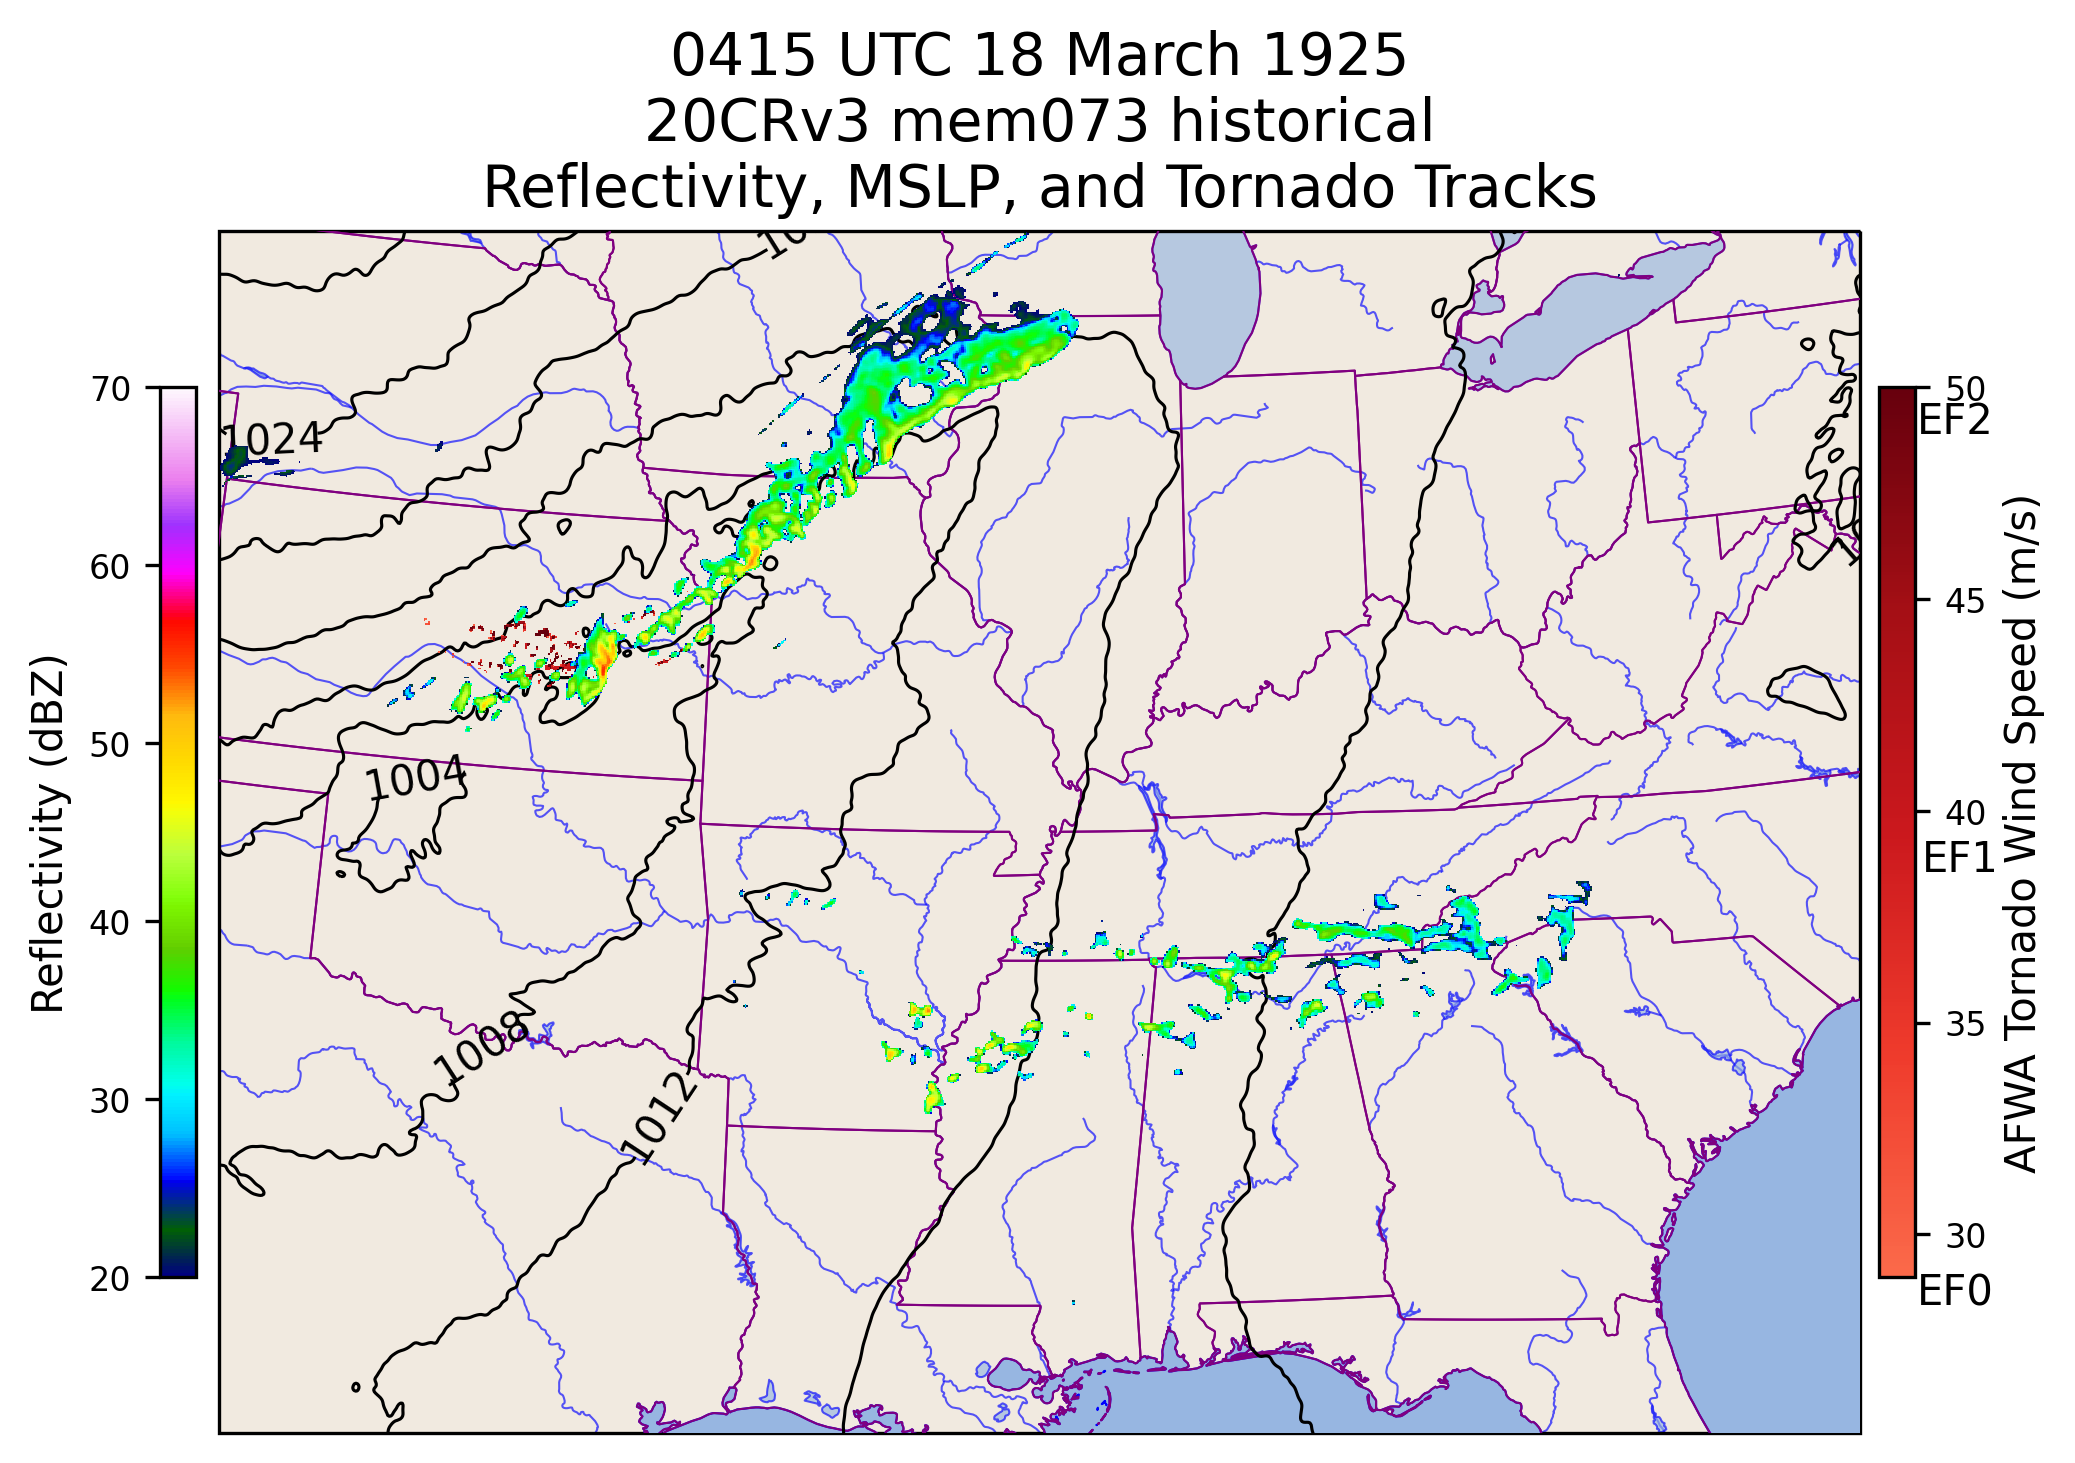 0415 UTC 18 March 1925
20CRv3 mem073 historical
Reflectivity, MSLP, and Tornado Tracks
Reflectivity (dBZ)
70
60
50
40
30
20
1024
1004
1008
1012
50
EF2
45
40
EF1
35
30
EF0
AFWA Tornado Wind Speed (m/s)